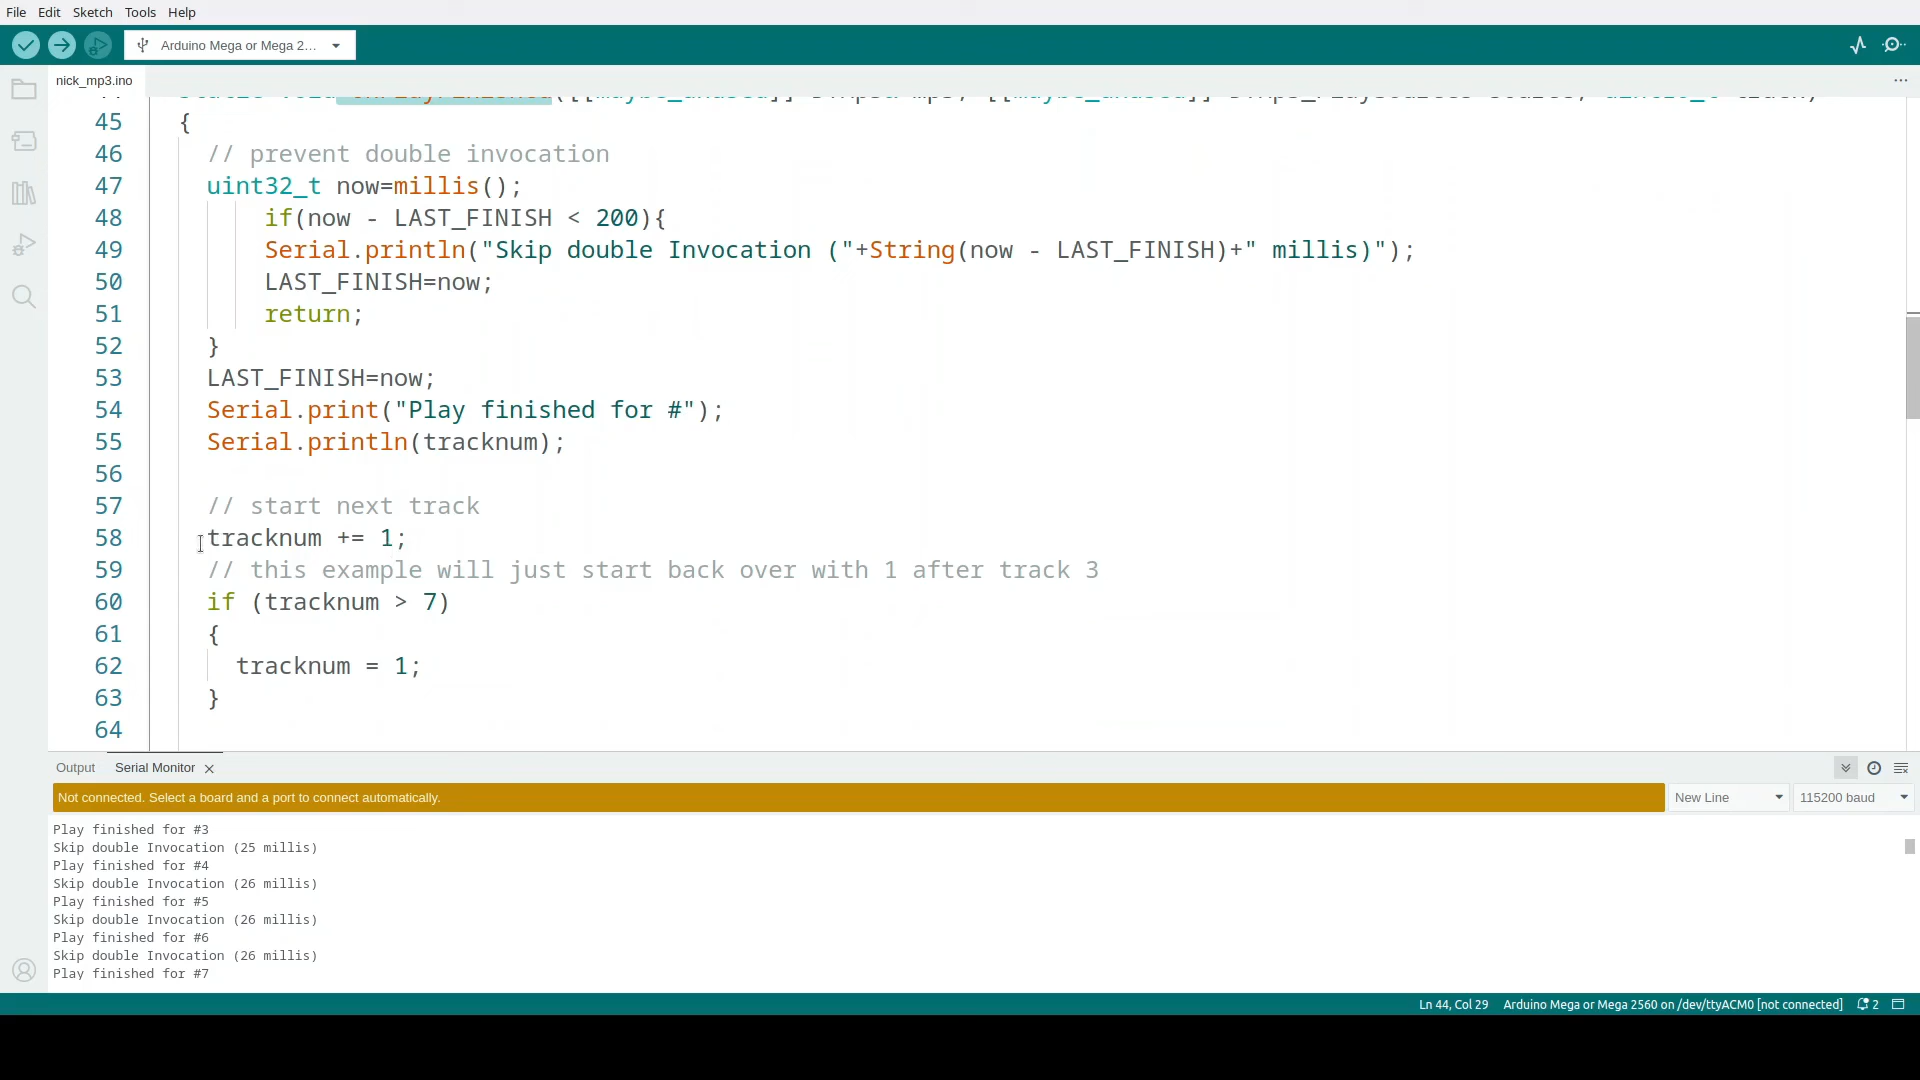 File Edit Sketch Tools Help
Arduino Mega or Mega 2...
nick_mp3.ino
45 {
46 // prevent double invocation
47 uint32_t now=millis();
48 if(now - LAST_FINISH < 200){
49 Serial.println("Skip double Invocation ("+String(now - LAST_FINISH)+" millis)");
50 LAST_FINISH=now;
51 return;
52 }
53 LAST_FINISH=now;
54 Serial.print("Play finished for #");
55 Serial.println(tracknum);
56
57 // start next track
58 tracknum += 1;
59 // this example will just start back over with 1 after track 3
60 if (tracknum > 7)
61 {
62 tracknum = 1;
63 }
64
Output Serial Monitor
Not connected. Select a board and a port to connect automatically. New Line 115200 baud
Play finished for #3
Skip double Invocation (25 millis)
Play finished for #4
Skip double Invocation (26 millis)
Play finished for #5
Skip double Invocation (26 millis)
Play finished for #6
Skip double Invocation (26 millis)
Play finished for #7
Ln 44, Col 29 Arduino Mega or Mega 2560 on /dev/ttyACM0 [not connected] 2